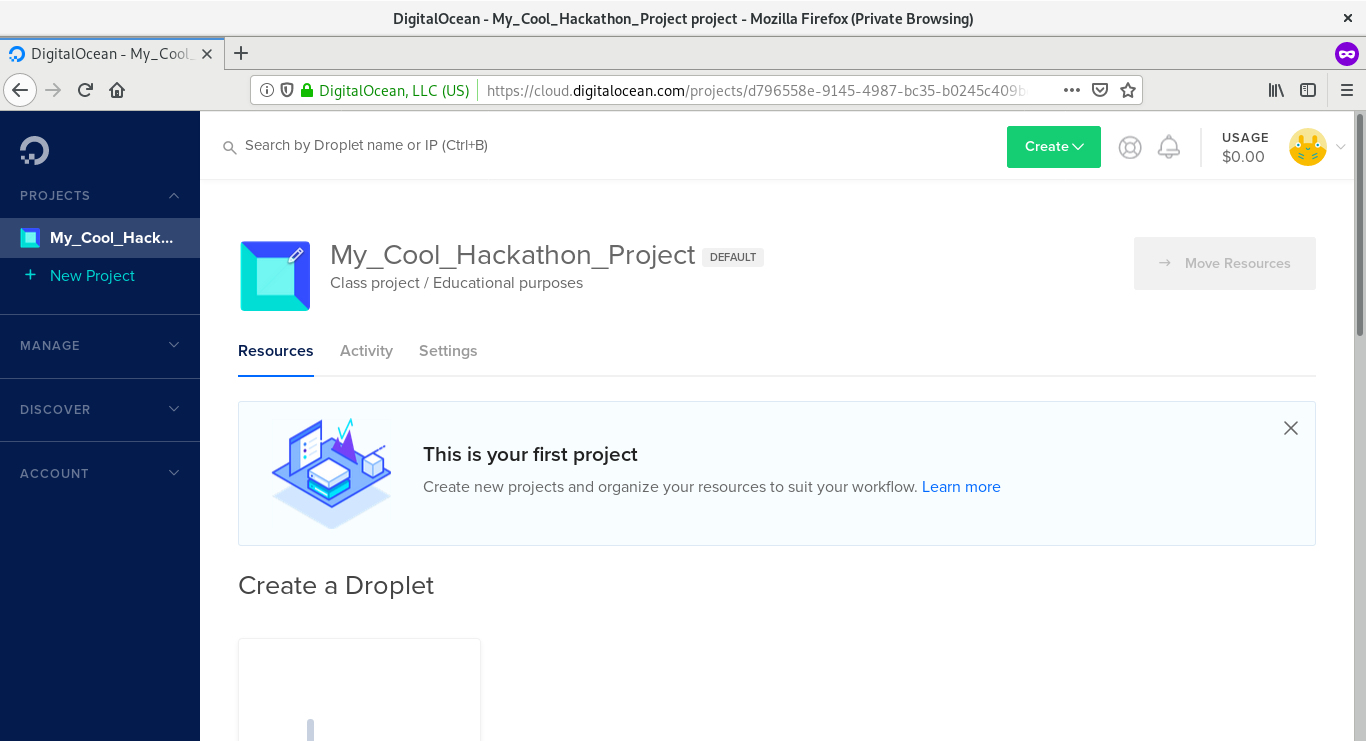 DigitalOcean - My_Cool_Hackathon_Project project - Mozilla Firefox (Private Browsing)
DigitalOcean - My_Cool_
DigitalOcean, LLC (US)
https://cloud.digitalocean.com/projects/d796558e-9145-4987-bc35-b0245c409b
Search by Droplet name or IP (Ctrl+B)
Create
USAGE
$0.00
PROJECTS
My_Cool_Hack...
+ New Project
MANAGE
DISCOVER
ACCOUNT
My_Cool_Hackathon_Project DEFAULT
Class project / Educational purposes
→ Move Resources
Resources Activity Settings
This is your first project
Create new projects and organize your resources to suit your workflow. Learn more
Create a Droplet